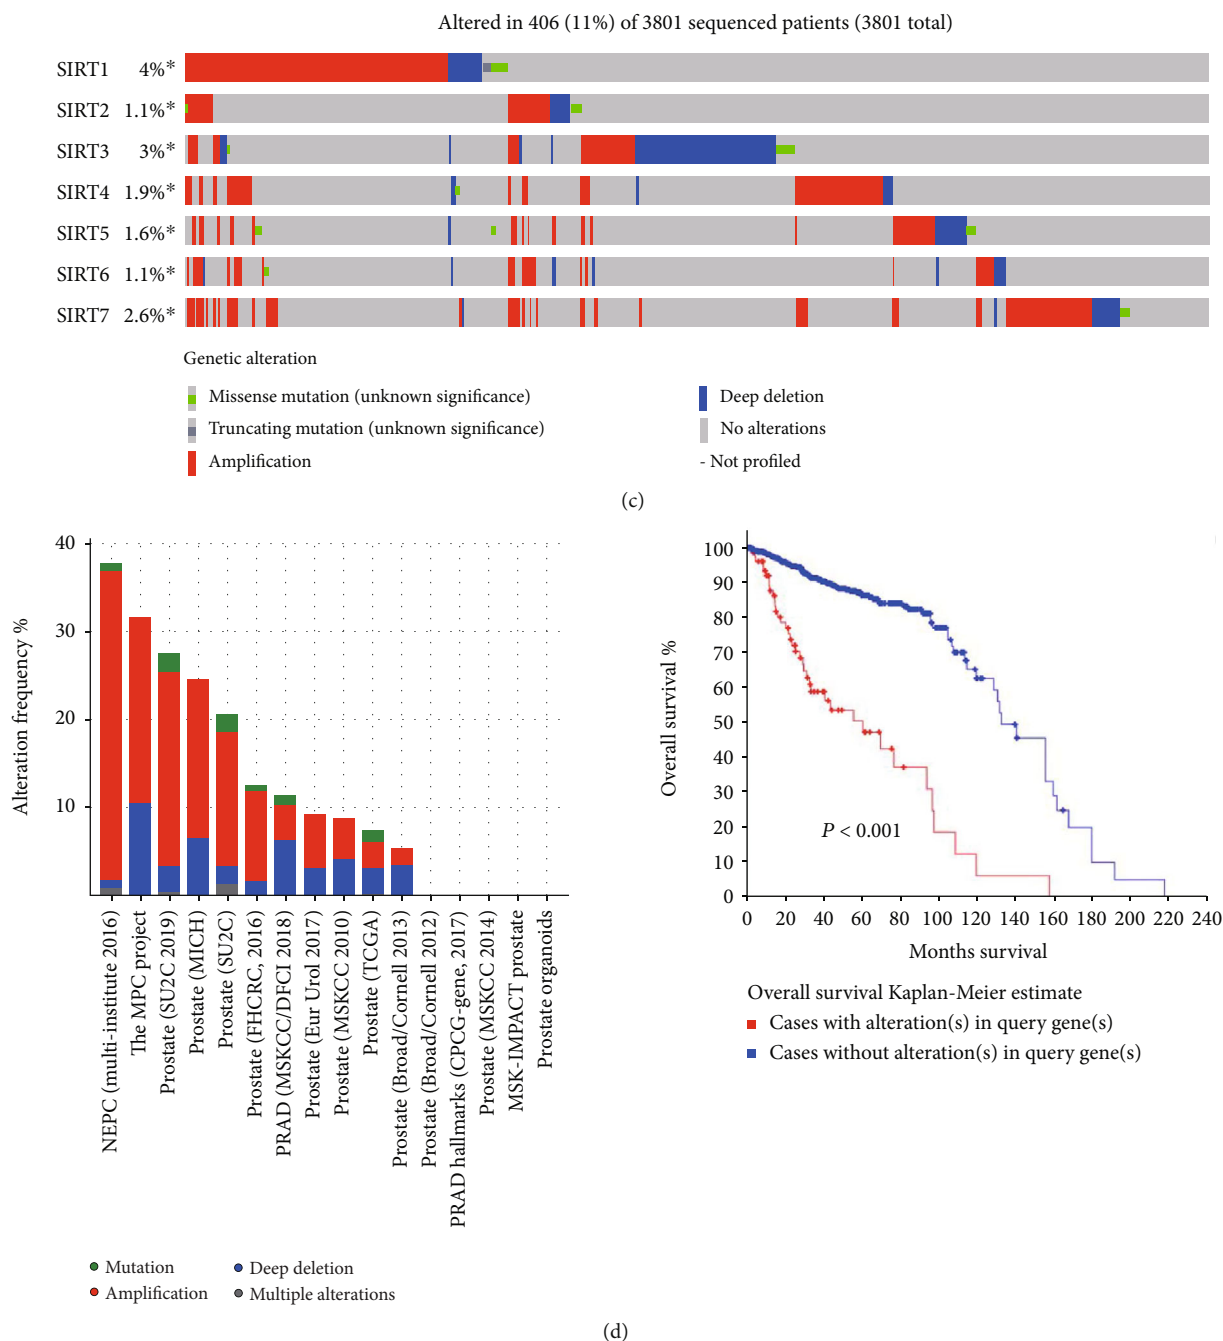 Altered in 406 (11%) of 3801 sequenced patients (3801 total)
SIRT1 4%*
SIRT2 1.1%*
SIRT3 3%*
SIRT4 1.9%*
SIRT5 1.6%*
SIRT6 1.1%*
SIRT7 2.6%*
Genetic alteration
Missense mutation (unknown significance)
Truncating mutation (unknown significance)
Amplification
Deep deletion
No alterations
- Not profiled
(c)
Alteration frequency %
40
30
20
10
NEPC (multi-institute 2016)
The MPC project
Prostate (SU2C 2019)
Prostate (MICH)
Prostate (SU2C)
Prostate (FHCRC, 2016)
PRAD (MSKCC/DFCI 2018)
Prostate (Eur Urol 2017)
Prostate (MSKCC 2010)
Prostate (TCGA)
Prostate (Broad/Cornell 2013)
Prostate (Broad/Cornell 2012)
PRAD hallmarks (CPCG-gene, 2017)
Prostate (MSKCC 2014)
MSK-IMPACT prostate
Prostate organoids
Mutation
Amplification
Deep deletion
Multiple alterations
Overall survival %
100
90
80
70
60
50
40
30
20
10
0
P < 0.001
0 20 40 60 80 100 120 140 160 180 200 220 240
Months survival
Overall survival Kaplan-Meier estimate
Cases with alteration(s) in query gene(s)
Cases without alteration(s) in query gene(s)
(d)